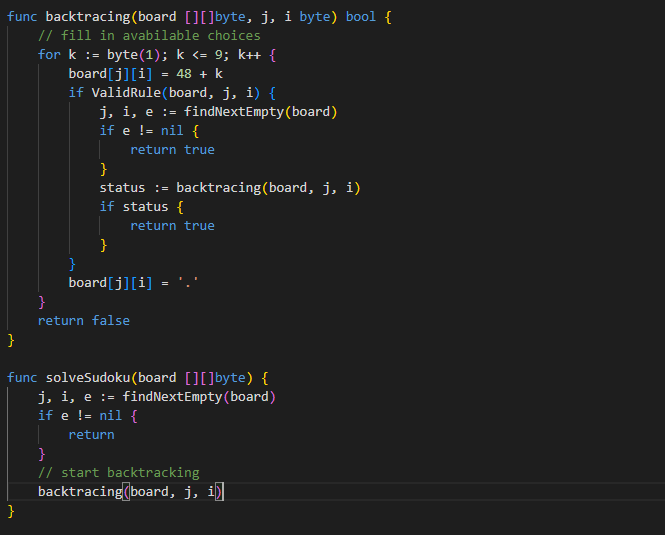 func backtracing(board [][]byte, j, i byte) bool {
    // fill in avabilable choices
    for k := byte(1); k <= 9; k++ {
        board[j][i] = 48 + k
        if ValidRule(board, j, i) {
            j, i, e := findNextEmpty(board)
            if e != nil {
                return true
            }
            status := backtracing(board, j, i)
            if status {
                return true
            }
        }
        board[j][i] = '.'
    }
    return false
}

func solveSudoku(board [][]byte) {
    j, i, e := findNextEmpty(board)
    if e != nil {
        return
    }
    // start backtracking
    backtracing(board, j, i)
}